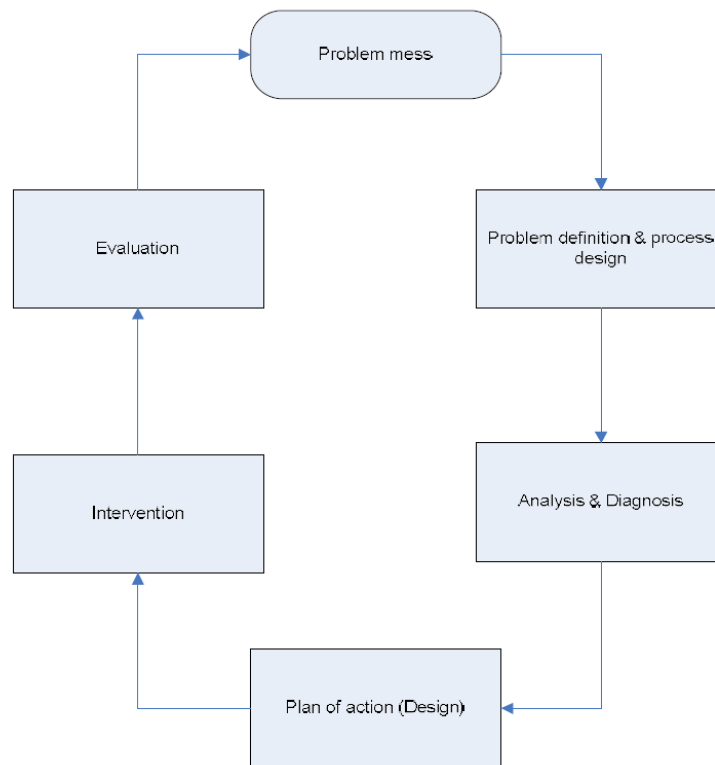 Problem mess
Problem definition & process
design
Analysis & Diagnosis
Plan of action (Design)
Intervention
Evaluation